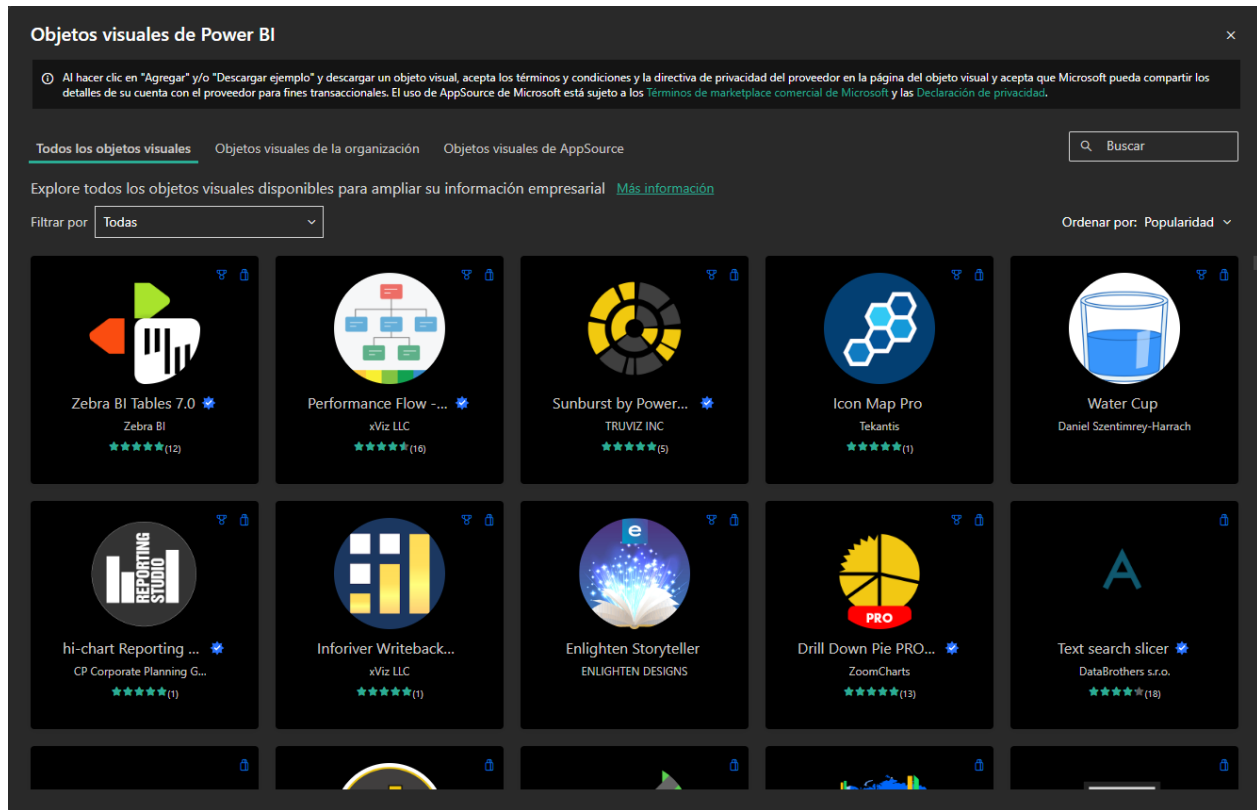 Objetos visuales de Power BI
Al hacer clic en "Agregar" y/o "Descargar ejemplo" y descargar un objeto visual, acepta los términos y condiciones y la directiva de privacidad del proveedor en la página del objeto visual y acepta que Microsoft pueda compartir los
detalles de su cuenta con el proveedor para fines transaccionales. El uso de AppSource de Microsoft está sujeto a los Términos de marketplace comercial de Microsoft y las Declaración de privacidad.
Todos los objetos visuales Objetos visuales de la organización Objetos visuales de AppSource
Buscar
Explore todos los objetos visuales disponibles para ampliar su información empresarial Más información
Filtrar por Todas
Ordenar por: Popularidad
Zebra BI Tables 7.0
Zebra BI
(12)
Performance Flow -...
xViz LLC
(16)
Sunburst by Power...
TRUVIZ INC
(5)
Icon Map Pro
Tekantis
(1)
Water Cup
Daniel Szentimrey-Harrach
REPORTING
STUDIO
hi-chart Reporting ...
CP Corporate Planning G...
(1)
Inforiver Writeback...
xViz LLC
(1)
e
Enlighten Storyteller
ENLIGHTEN DESIGNS
PRO
Drill Down Pie PRO...
ZoomCharts
(13)
A
Text search slicer
DataBrothers s.r.o.
(18)